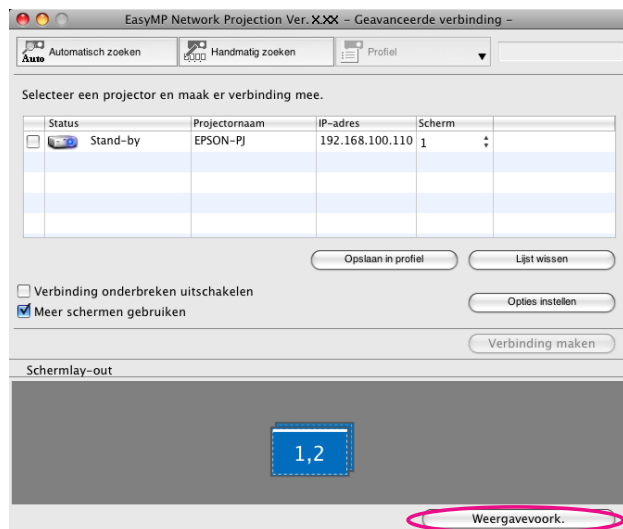 EasyMP Network Projection Ver. X.XX – Geavanceerde verbinding –
Auto Automatisch zoeken Handmatig zoeken Profiel
Selecteer een projector en maak er verbinding mee.
Status Projectornaam IP-adres Scherm
Stand-by EPSON-PJ 192.168.100.110 1
Opslaan in profiel Lijst wissen
Verbinding onderbreken uitschakelen
Meer schermen gebruiken
Opties instellen
Verbinding maken
Schermlay-out
1,2
Weergavevoork.